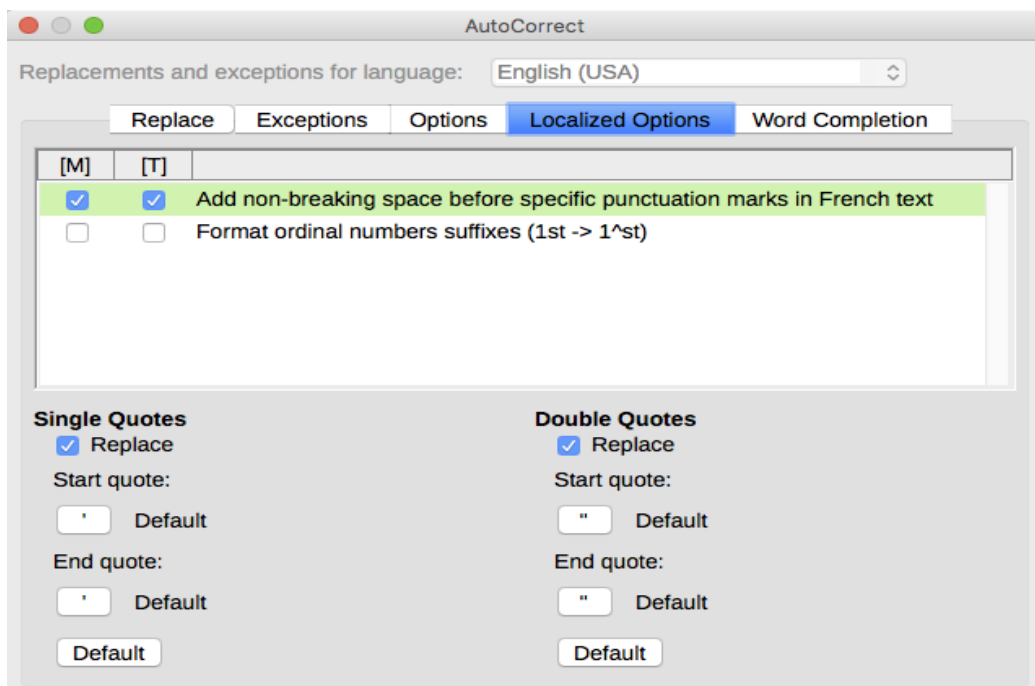 AutoCorrect
Replacements and exceptions for language: English (USA)
Replace Exceptions Options Localized Options Word Completion
[M] [T]
Add non-breaking space before specific punctuation marks in French text
Format ordinal numbers suffixes (1st -> 1^st)
Single Quotes Double Quotes
Replace Replace
Start quote: Start quote:
' Default " Default
End quote: End quote:
' Default " Default
Default Default